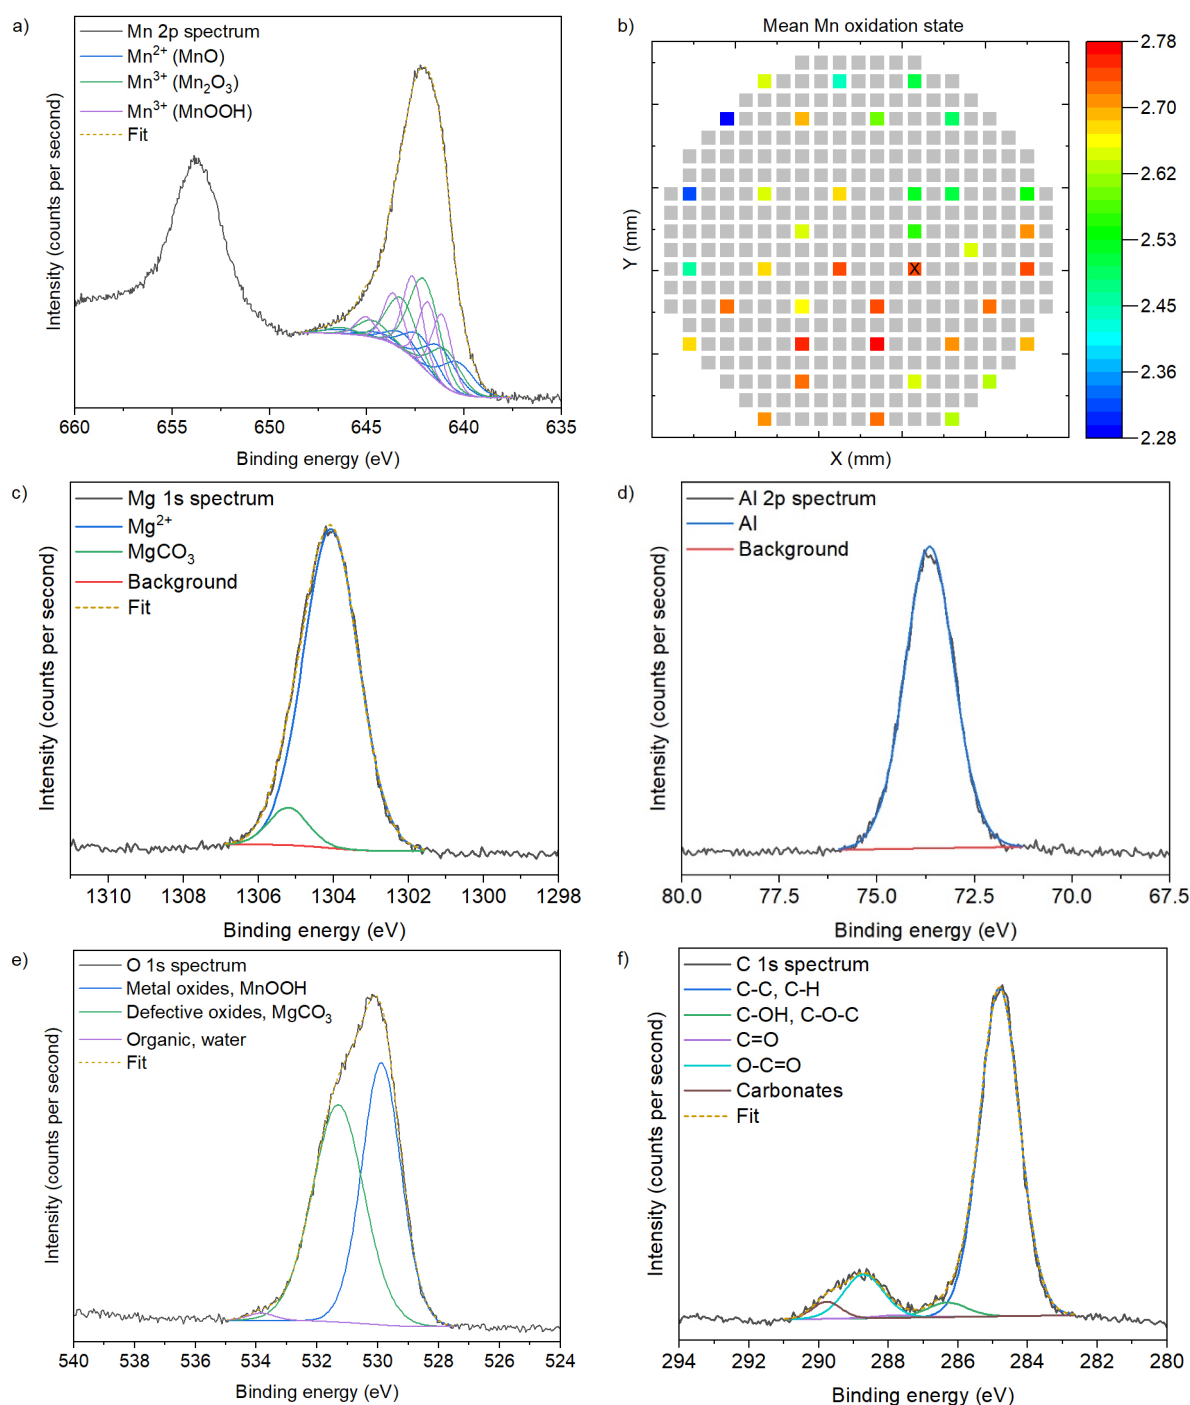 a)
Mn 2p spectrum
Mn²⁺ (MnO)
Mn³⁺ (Mn₂O₃)
Mn³⁺ (MnOOH)
Fit
Intensity (counts per second)
660 655 650 645 640 635
Binding energy (eV)
b)
Mean Mn oxidation state
Y (mm)
X
X (mm)
2.78
2.70
2.62
2.53
2.45
2.36
2.28
c)
Mg 1s spectrum
Mg²⁺
MgCO₃
Background
Fit
Intensity (counts per second)
1310 1308 1306 1304 1302 1300 1298
Binding energy (eV)
d)
Al 2p spectrum
Al
Background
Intensity (counts per second)
80.0 77.5 75.0 72.5 70.0 67.5
Binding energy (eV)
e)
O 1s spectrum
Metal oxides, MnOOH
Defective oxides, MgCO₃
Organic, water
Fit
Intensity (counts per second)
540 538 536 534 532 530 528 526 524
Binding energy (eV)
f)
C 1s spectrum
C-C, C-H
C-OH, C-O-C
C=O
O-C=O
Carbonates
Fit
Intensity (counts per second)
294 292 290 288 286 284 282 280
Binding energy (eV)